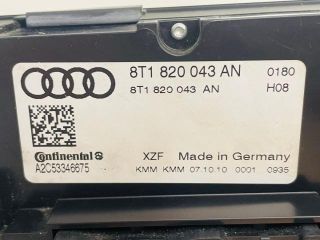 8T1 820 043 AN 0180
8T1 820 043 AN H08
Continental
A2C53346675
XZF Made in Germany
KMM KMM 07.10.10 0001 0935